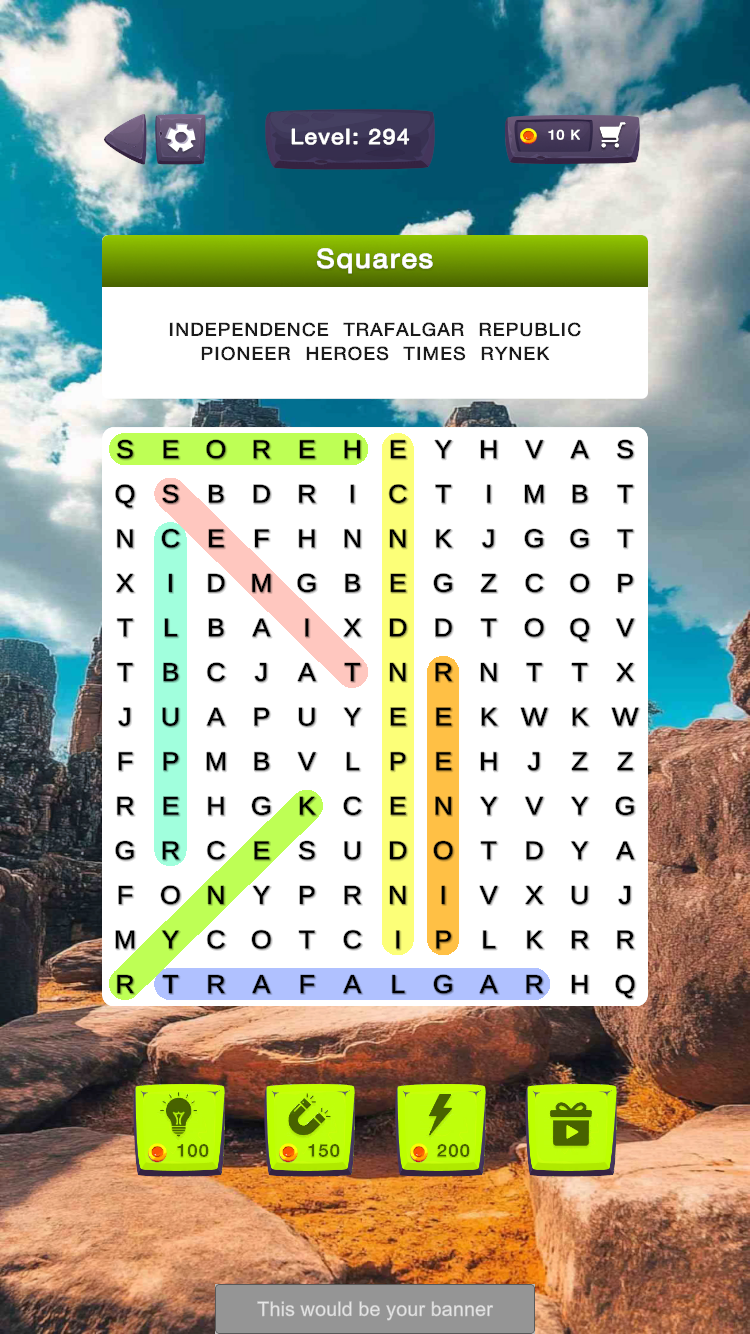 Level: 294
10 K
Squares
INDEPENDENCE TRAFALGAR REPUBLIC
PIONEER HEROES TIMES RYNEK
S E O R E H E Y H V A S
Q S B D R I C T I M B T
N C E F H N N K J G G T
X I D M G B E G Z C O P
T L B A I X D D T O Q V
T B C J A T N R N T T X
J U A P U Y E E K W K W
F P M B V L P E H J Z Z
R E H G K C E N Y V Y G
G R C E S U D O T D Y A
F O N Y P R N I V X U J
M Y C O T C I P L K R R
R T R A F A L G A R H Q
100 150 200
This would be your banner